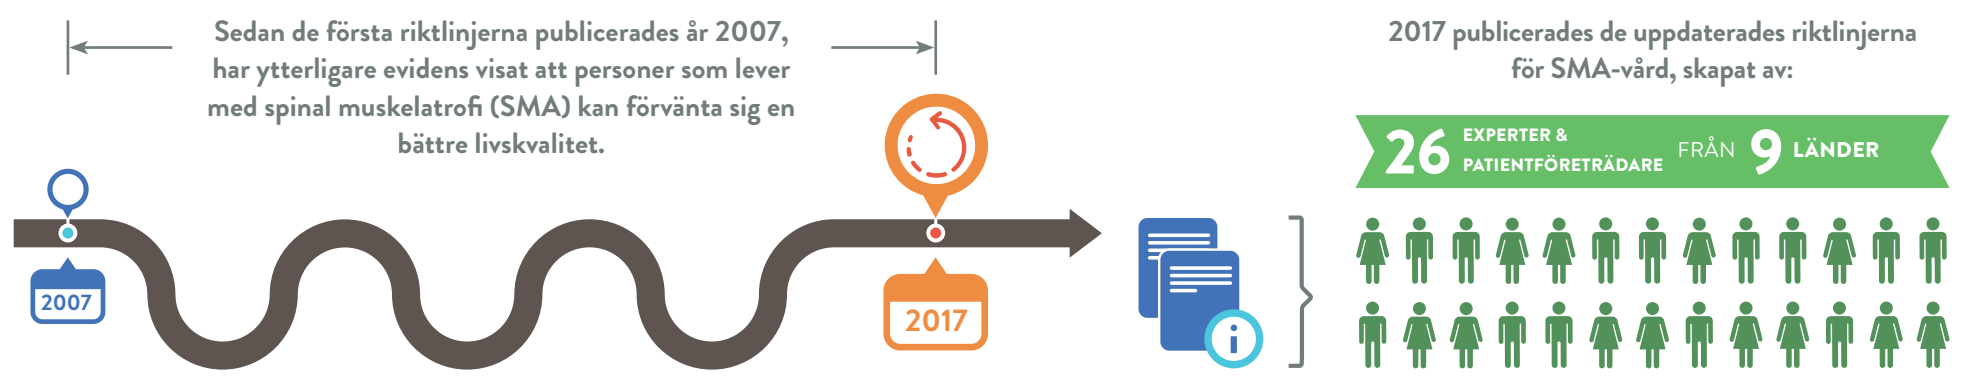 Sedan de första riktlinjerna publicerades år 2007,
har ytterligare evidens visat att personer som lever
med spinal muskelatrofi (SMA) kan förvänta sig en
bättre livskvalitet.
2007
2017
2017 publicerades de uppdaterades riktlinjerna
för SMA-vård, skapat av:
26 EXPERTER &
PATIENTFÖRETRÄDARE FRÅN 9 LÄNDER
i